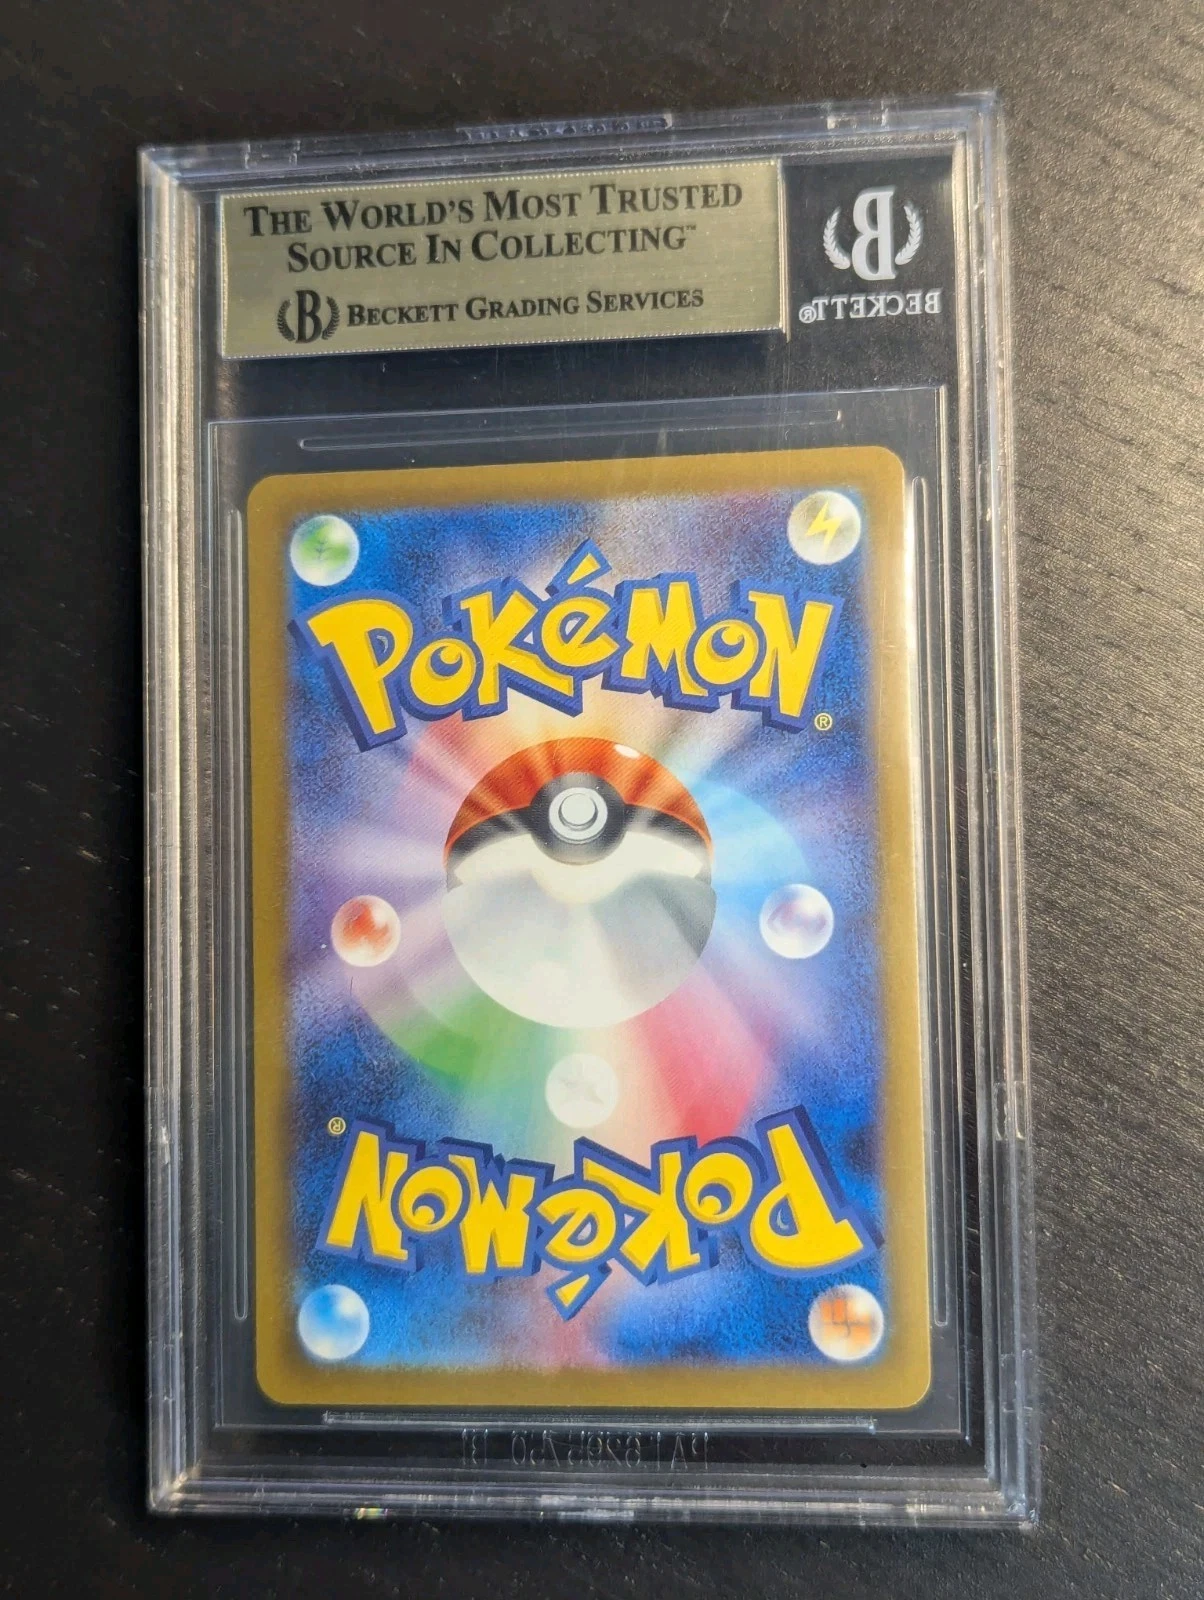 THE WORLD'S MOST TRUSTED
SOURCE IN COLLECTING™
B BECKETT GRADING SERVICES
B
BECKETT®
POKéMON®
POKéMON®